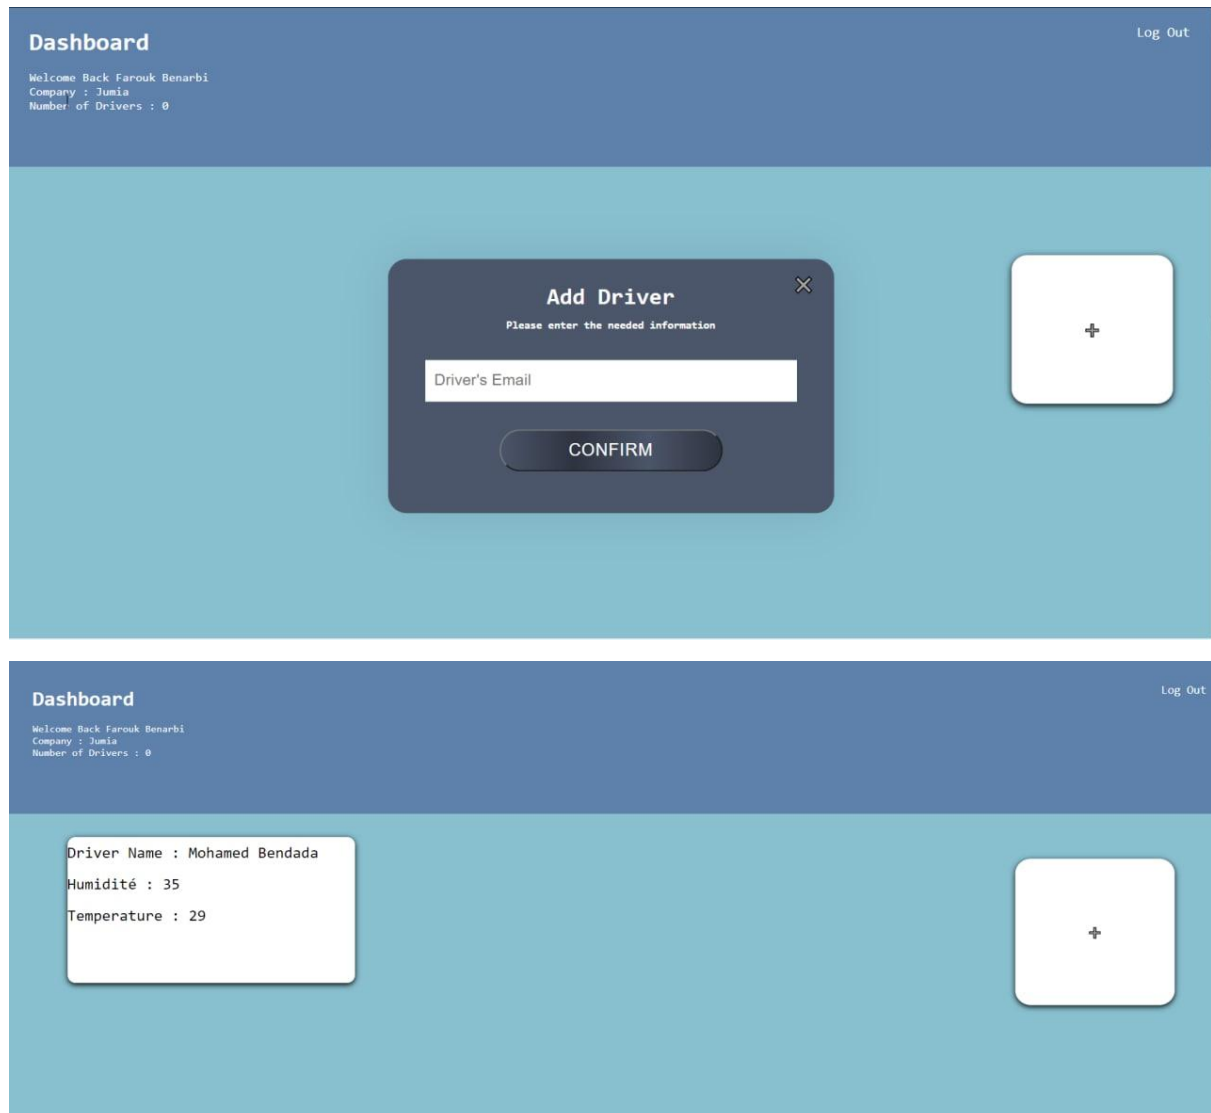 Dashboard
Log Out
Welcome Back Farouk Benarbi
Company : Jumia
Number of Drivers : 0
Add Driver
Please enter the needed information
Driver's Email
CONFIRM
Dashboard
Log Out
Welcome Back Farouk Benarbi
Company : Jumia
Number of Drivers : 0
Driver Name : Mohamed Bendada
Humidité : 35
Temperature : 29